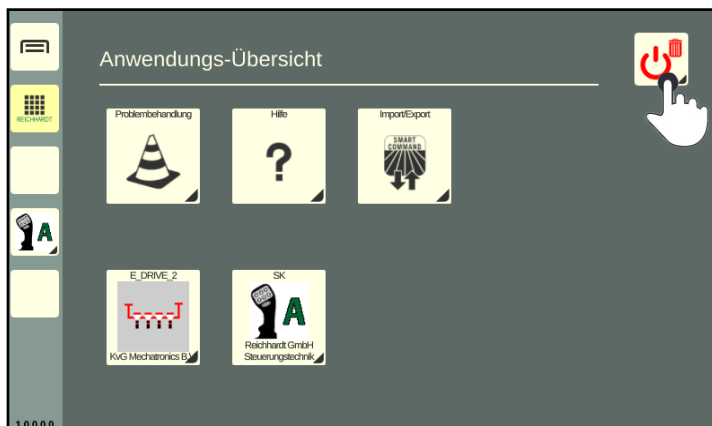 Anwendungs-Übersicht
REICHHARDT
Problembehandlung
Hilfe
Import/Export
SMART
COMMAND
?
A
E_DRIVE_2
KvG Mechatronics B.V.
SK
A
Reichhardt GmbH
Steuerungstechnik